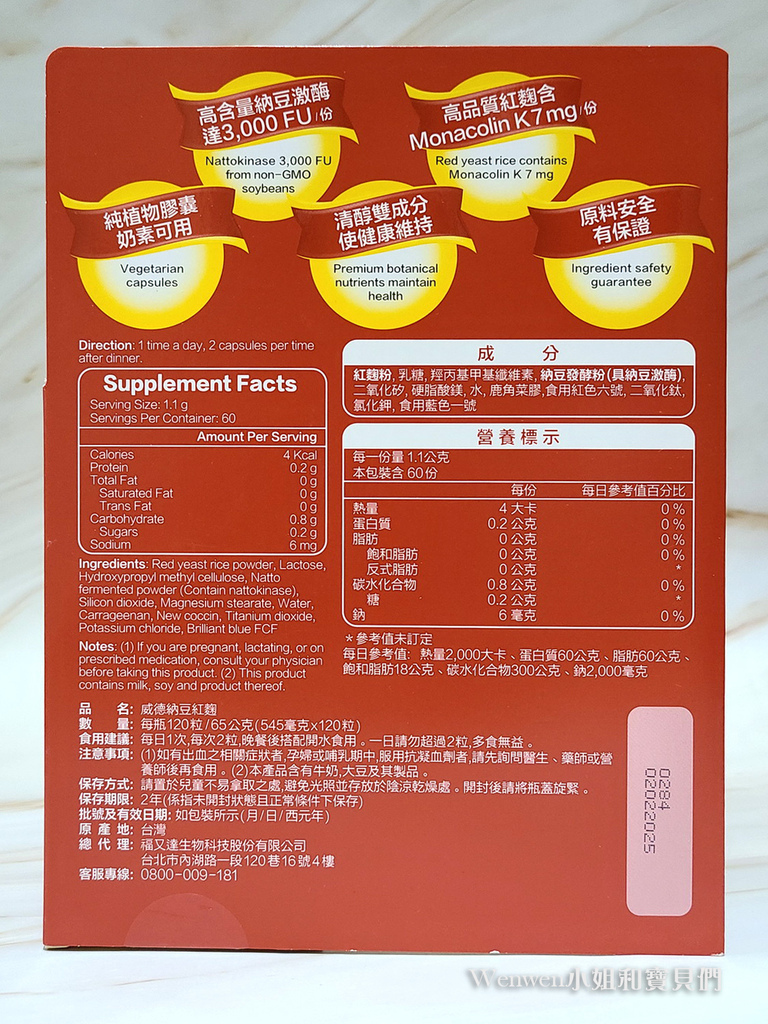 高含量納豆激酶
達3,000 FU/份
Nattokinase 3,000 FU
from non-GMO
soybeans
高品質紅麴含
Monacolin K 7mg/份
Red yeast rice contains
Monacolin K 7 mg
純植物膠囊
奶素可用
Vegetarian
capsules
清醇雙成分
使健康維持
Premium botanical
nutrients maintain
health
原料安全
有保證
Ingredient safety
guarantee
Direction: 1 time a day, 2 capsules per time
after dinner.
Supplement Facts
Serving Size: 1.1 g
Servings Per Container: 60
Amount Per Serving
Calories 4 Kcal
Protein 0.2 g
Total Fat 0 g
Saturated Fat 0 g
Trans Fat 0 g
Carbohydrate 0.8 g
Sugars 0.2 g
Sodium 6 mg
Ingredients: Red yeast rice powder, Lactose,
Hydroxypropyl methyl cellulose, Natto
fermented powder (Contain nattokinase),
Silicon dioxide, Magnesium stearate, Water,
Carrageenan, New coccin, Titanium dioxide,
Potassium chloride, Brilliant blue FCF
Notes: (1) If you are pregnant, lactating, or on
prescribed medication, consult your physician
before taking this product. (2) This product
contains milk, soy and product thereof.
成 分
紅麴粉, 乳糖, 羥丙基甲基纖維素, 納豆發酵粉(具納豆激酶),
二氧化矽, 硬脂酸鎂, 水, 鹿角菜膠, 食用紅色六號, 二氧化鈦,
氯化鉀, 食用藍色一號
營養標示
每一份量 1.1公克
本包裝含 60份
每份 每日參考值百分比
熱量 4 大卡 0 %
蛋白質 0.2 公克 0 %
脂肪 0 公克 0 %
飽和脂肪 0 公克 0 %
反式脂肪 0 公克 *
碳水化合物 0.8 公克 0 %
糖 0.2 公克 *
鈉 6 毫克 0 %
*參考值未訂定
每日參考值: 熱量2,000大卡、蛋白質60公克、脂肪60公克、
飽和脂肪18公克、碳水化合物300公克、鈉2,000毫克
品 名: 威德納豆紅麴
數 量: 每瓶120粒/65公克(545毫克x120粒)
食用建議: 每日1次,每次2粒,晚餐後搭配開水食用。一日請勿超過2粒,多食無益。
注意事項: (1)如有出血之相關症狀者,孕婦或哺乳期中,服用抗凝血劑者,請先詢問醫生、藥師或營
養師後再食用。(2)本產品含有牛奶,大豆及其製品。
保存方式: 請置於兒童不易拿取之處,避免光照並存放於陰涼乾燥處。開封後請將瓶蓋旋緊。
保存期限: 2年(係指未開封狀態且正常條件下保存)
批號及有效日期: 如包裝所示(月/日/西元年)
原 產 地: 台灣
總 代 理: 福又達生物科技股份有限公司
台北市內湖路一段120巷16號4樓
客服專線: 0800-009-181
0284
02022025
Wenwen小姐和寶貝們